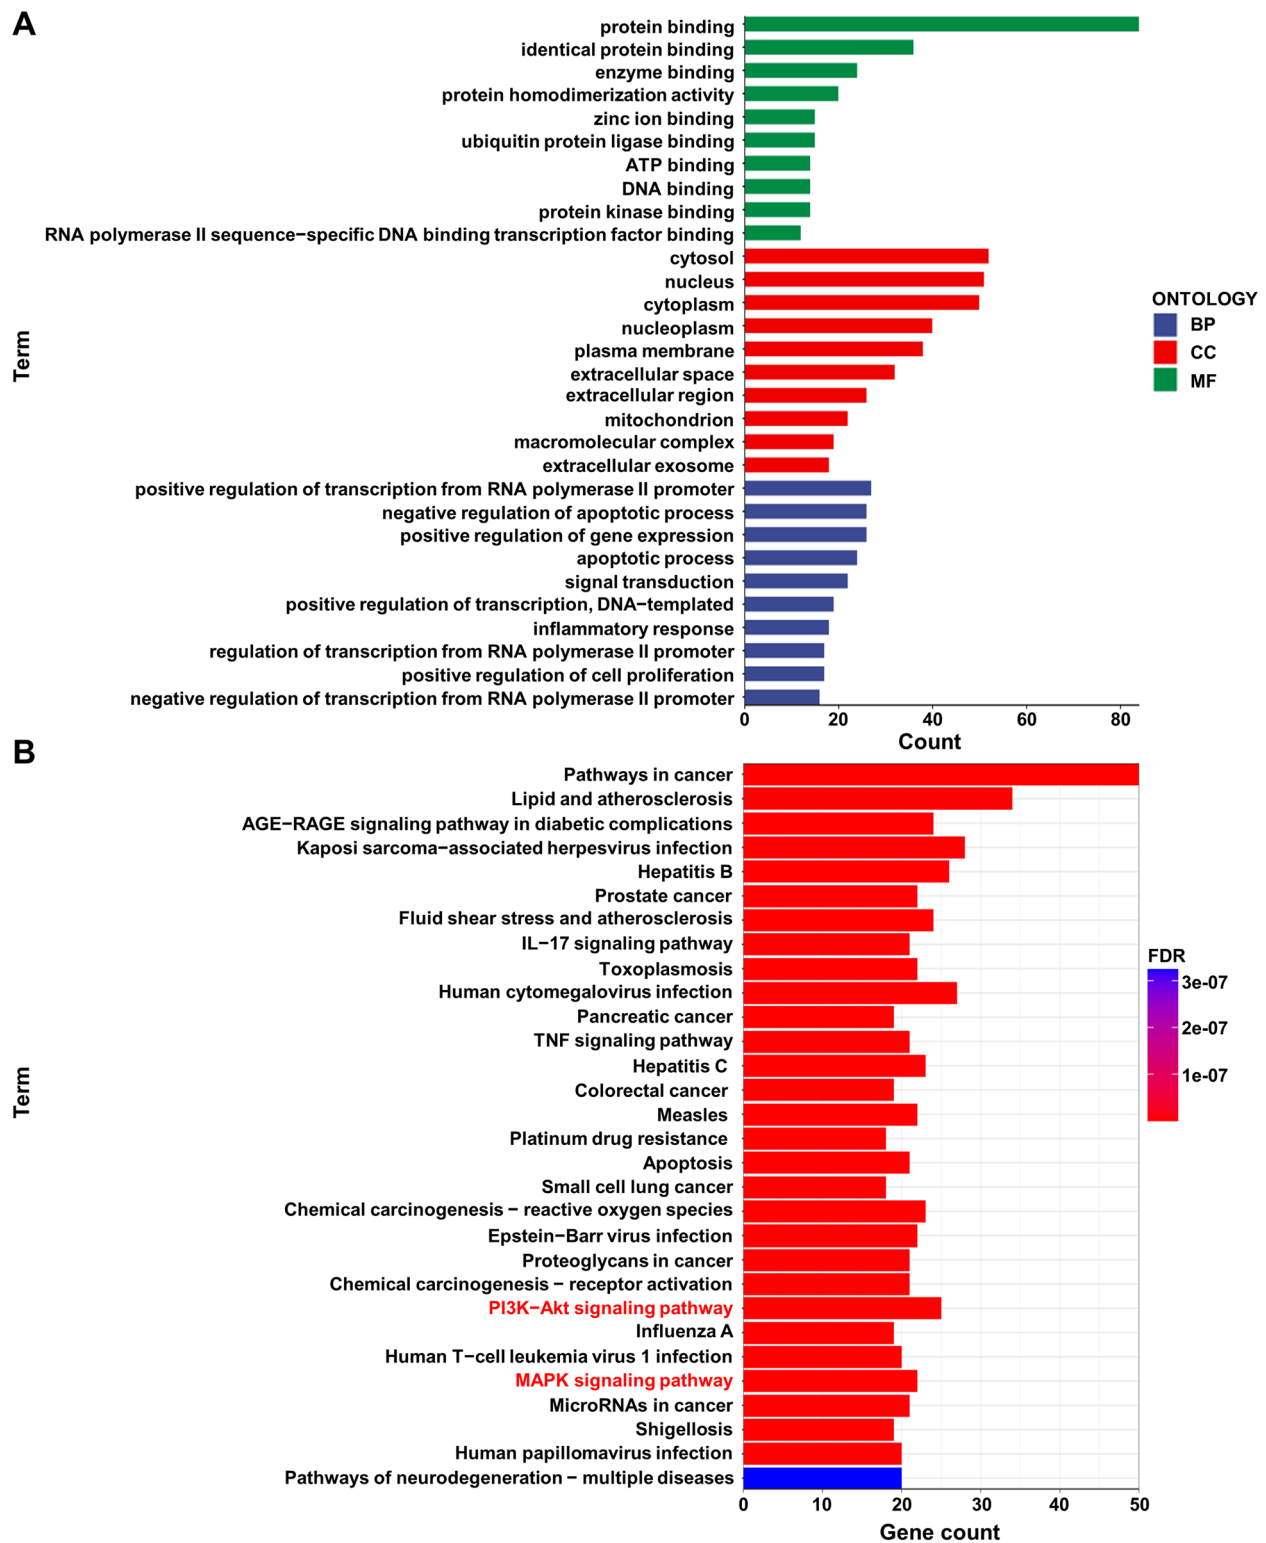 A
protein binding
identical protein binding
enzyme binding
protein homodimerization activity
zinc ion binding
ubiquitin protein ligase binding
ATP binding
DNA binding
protein kinase binding
RNA polymerase II sequence−specific DNA binding transcription factor binding
cytosol
nucleus
cytoplasm
nucleoplasm
plasma membrane
extracellular space
extracellular region
mitochondrion
macromolecular complex
extracellular exosome
positive regulation of transcription from RNA polymerase II promoter
negative regulation of apoptotic process
positive regulation of gene expression
apoptotic process
signal transduction
positive regulation of transcription, DNA−templated
inflammatory response
regulation of transcription from RNA polymerase II promoter
positive regulation of cell proliferation
negative regulation of transcription from RNA polymerase II promoter
Term
0 20 40 60 80
Count
ONTOLOGY
BP
CC
MF
B
Pathways in cancer
Lipid and atherosclerosis
AGE−RAGE signaling pathway in diabetic complications
Kaposi sarcoma−associated herpesvirus infection
Hepatitis B
Prostate cancer
Fluid shear stress and atherosclerosis
IL−17 signaling pathway
Toxoplasmosis
Human cytomegalovirus infection
Pancreatic cancer
TNF signaling pathway
Hepatitis C
Colorectal cancer
Measles
Platinum drug resistance
Apoptosis
Small cell lung cancer
Chemical carcinogenesis − reactive oxygen species
Epstein−Barr virus infection
Proteoglycans in cancer
Chemical carcinogenesis − receptor activation
PI3K−Akt signaling pathway
Influenza A
Human T−cell leukemia virus 1 infection
MAPK signaling pathway
MicroRNAs in cancer
Shigellosis
Human papillomavirus infection
Pathways of neurodegeneration − multiple diseases
Term
0 10 20 30 40 50
Gene count
FDR
3e-07
2e-07
1e-07